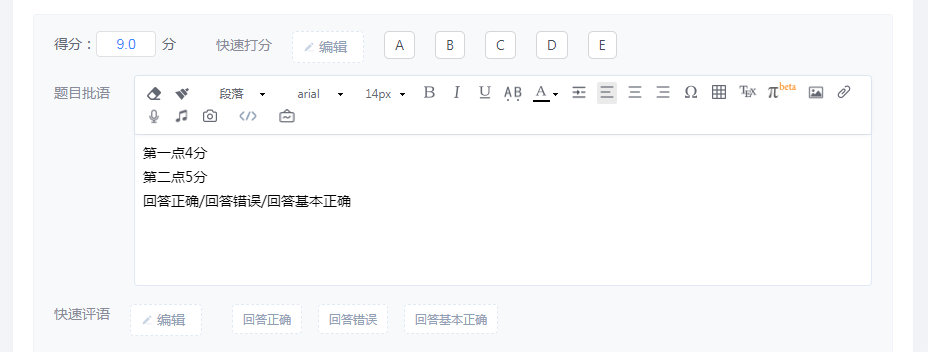 得分： 9.0 分 快速打分 编辑 A B C D E
题目批语
段落 arial 14px B I U AB A Ω TEX π beta
</>
第一点4分
第二点5分
回答正确/回答错误/回答基本正确
快速评语 编辑 回答正确 回答错误 回答基本正确